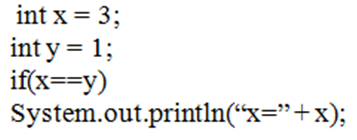 int x = 3;
int y = 1;
if(x==y)
System.out.println(“x=”+x);